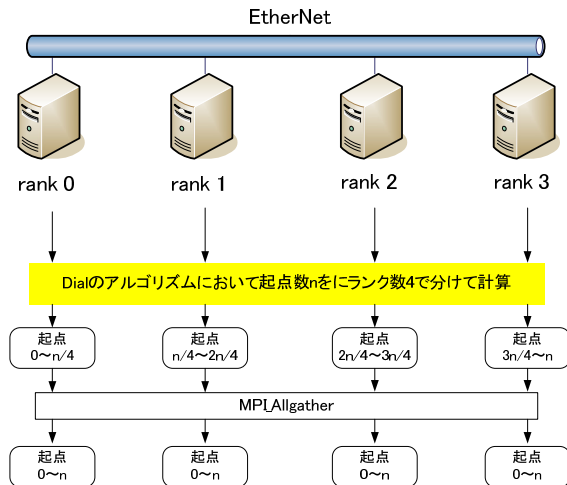 EtherNet
rank 0
rank 1
rank 2
rank 3
Dialのアルゴリズムにおいて起点数nをにランク数4で分けて計算
起点
0～n/4
起点
n/4～2n/4
起点
2n/4～3n/4
起点
3n/4～n
MPI_Allgather
起点
0～n
起点
0～n
起点
0～n
起点
0～n